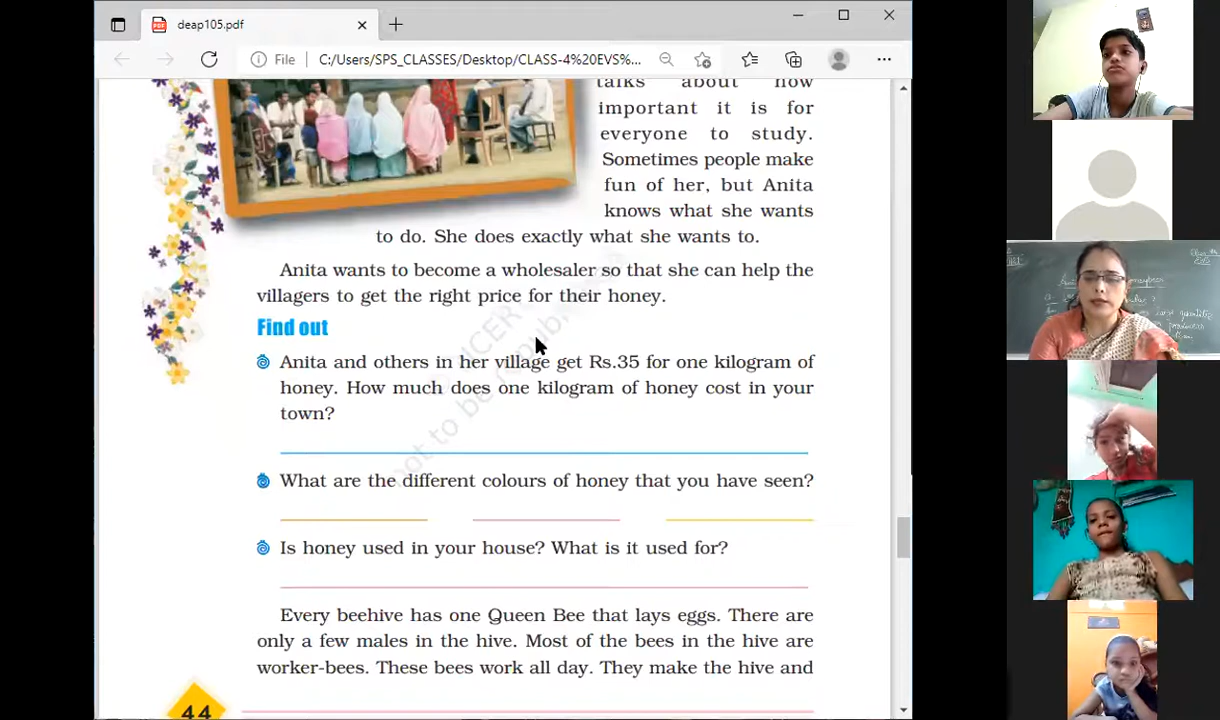 deap105.pdf
File C:/Users/SPS_CLASSES/Desktop/CLASS-4%20EVS%...
talks about how
important it is for
everyone to study.
Sometimes people make
fun of her, but Anita
knows what she wants
to do. She does exactly what she wants to.
Anita wants to become a wholesaler so that she can help the
villagers to get the right price for their honey.
Find out
Anita and others in her village get Rs.35 for one kilogram of
honey. How much does one kilogram of honey cost in your
town?
What are the different colours of honey that you have seen?
Is honey used in your house? What is it used for?
Every beehive has one Queen Bee that lays eggs. There are
only a few males in the hive. Most of the bees in the hive are
worker-bees. These bees work all day. They make the hive and
44
not to be